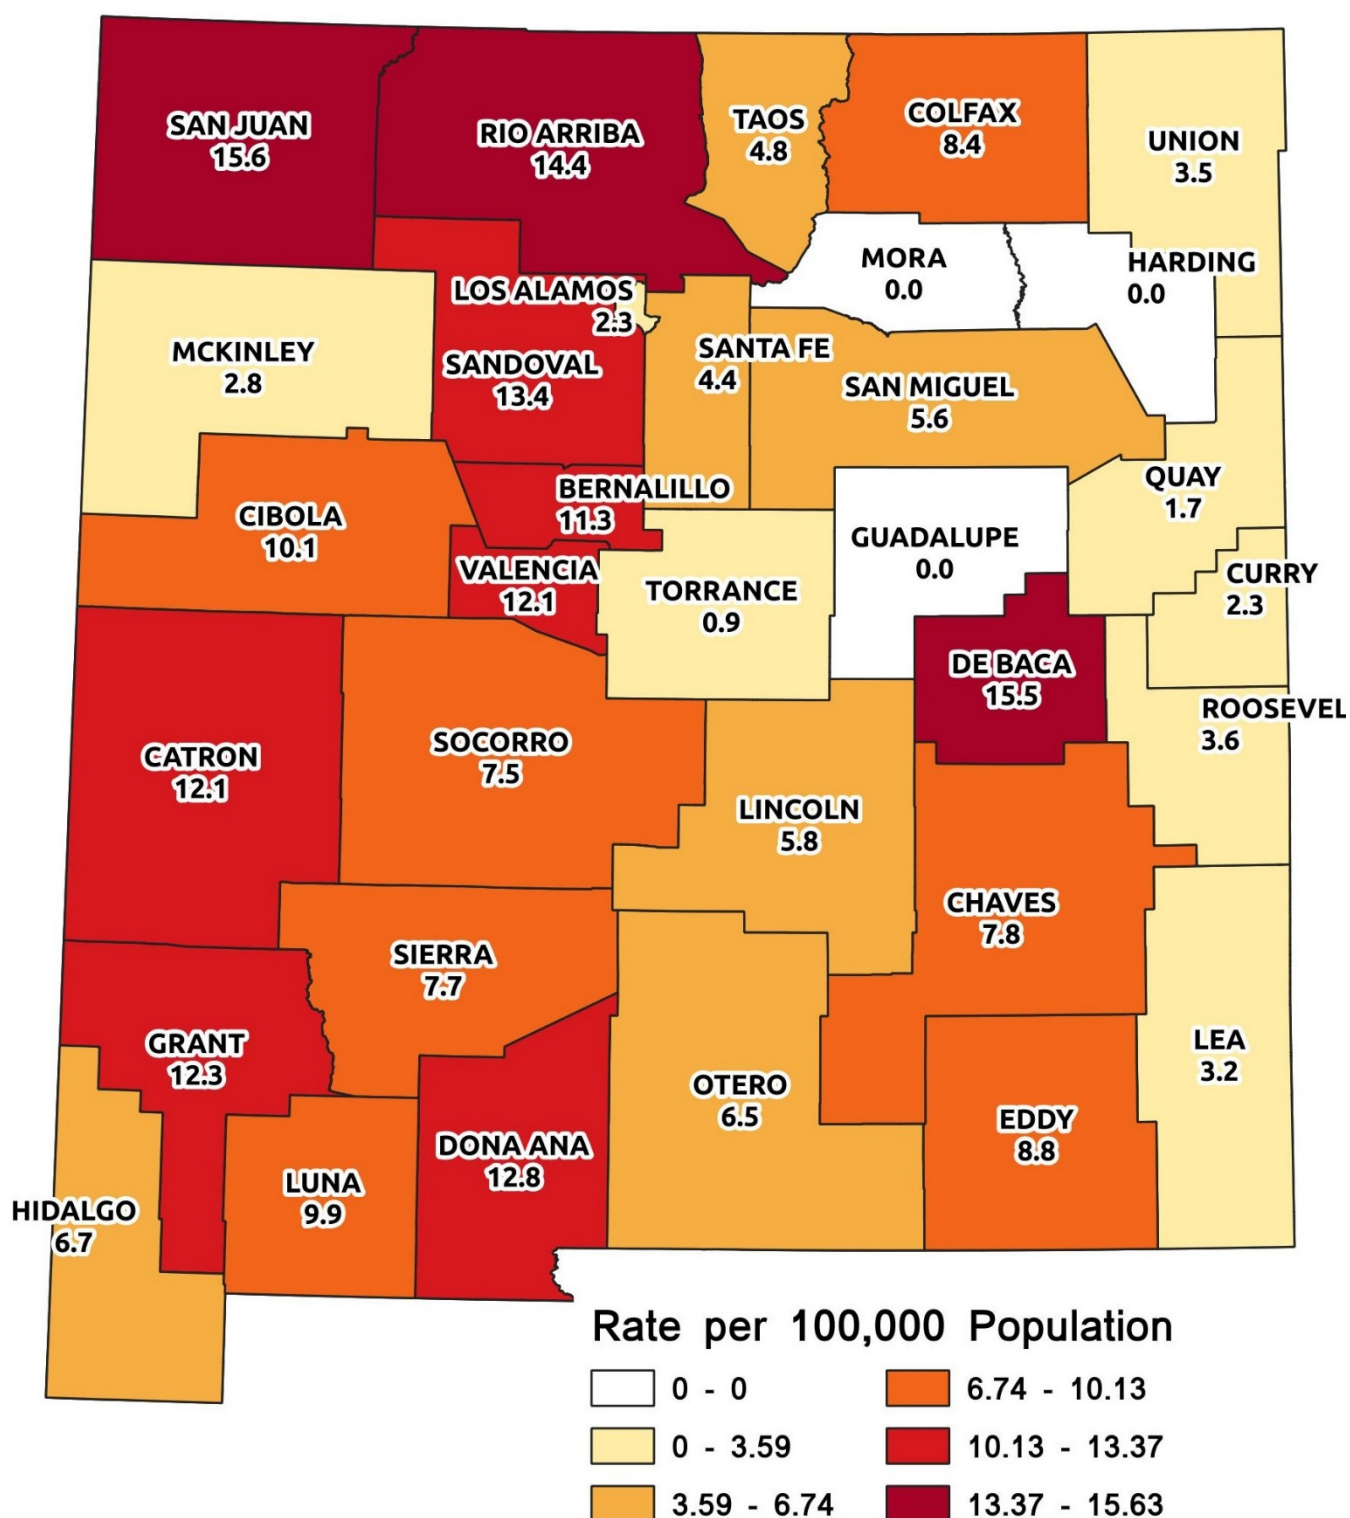 SAN JUAN
15.6
RIO ARRIBA
14.4
TAOS
4.8
COLFAX
8.4
UNION
3.5
MORA
0.0
HARDING
0.0
LOS ALAMOS
2.3
MCKINLEY
2.8
SANDOVAL
13.4
SANTA FE
4.4
SAN MIGUEL
5.6
QUAY
1.7
BERNALILLO
11.3
CIBOLA
10.1
GUADALUPE
0.0
VALENCIA
12.1
TORRANCE
0.9
CURRY
2.3
DE BACA
15.5
ROOSEVEL
3.6
CATRON
12.1
SOCORRO
7.5
LINCOLN
5.8
CHAVES
7.8
SIERRA
7.7
GRANT
12.3
LEA
3.2
OTERO
6.5
EDDY
8.8
DONA ANA
12.8
LUNA
9.9
HIDALGO
6.7
Rate per 100,000 Population
0 - 0
0 - 3.59
3.59 - 6.74
6.74 - 10.13
10.13 - 13.37
13.37 - 15.63